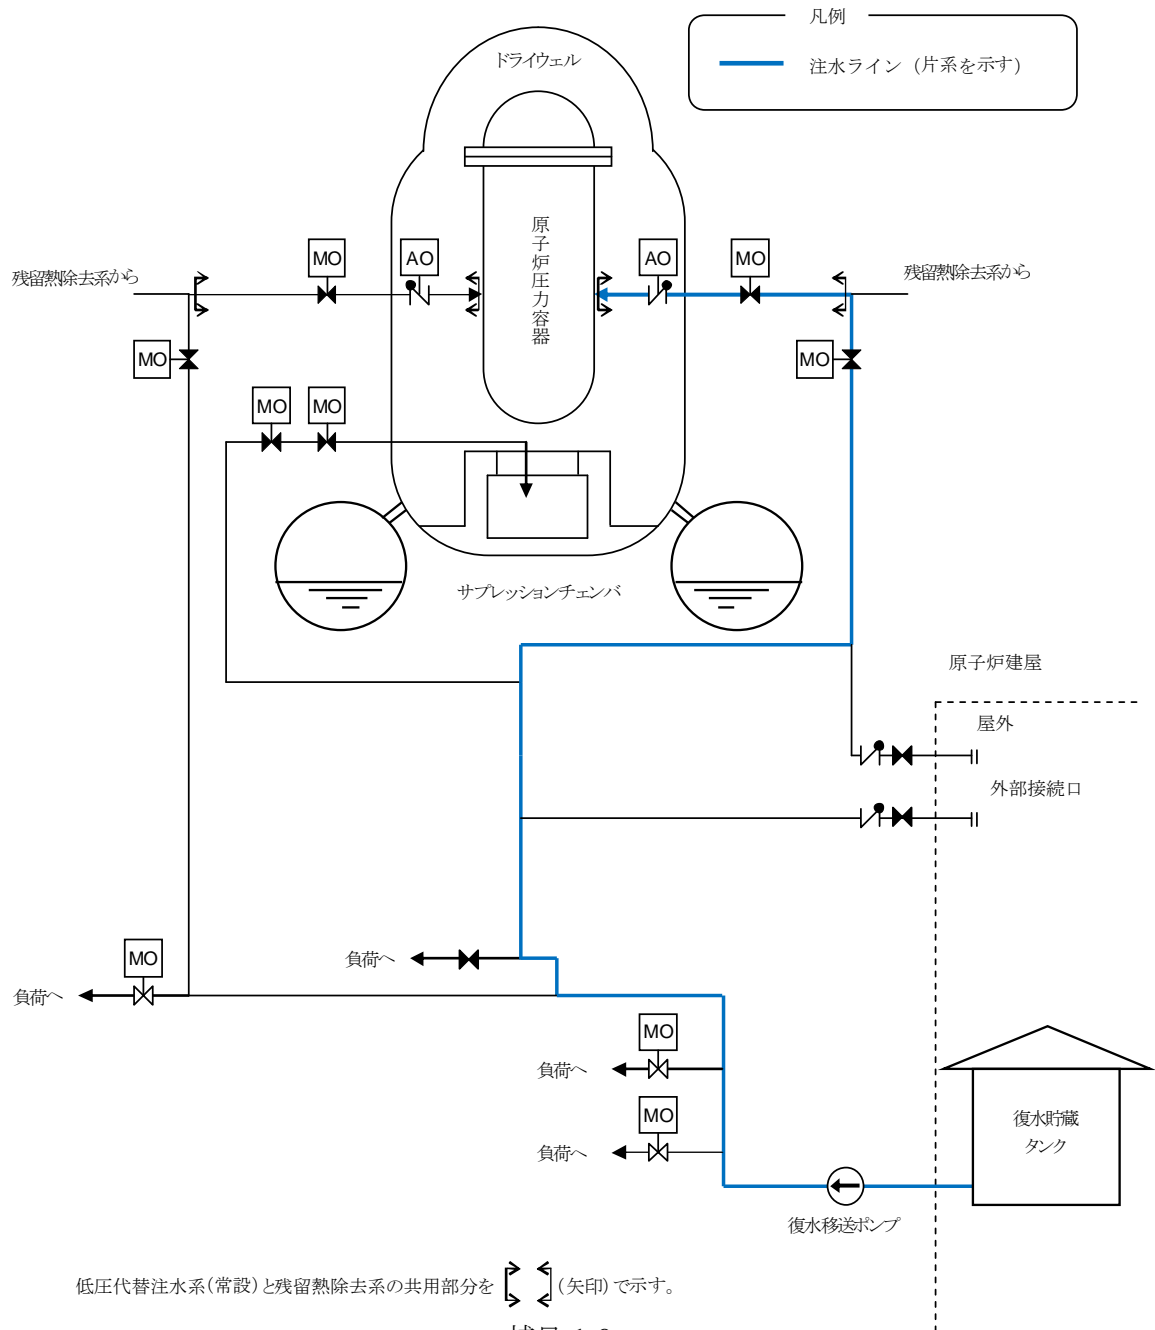 凡例
注水ライン (片系を示す)
ドライウェル
原子炉圧力容器
MO
AO
AO
MO
残留熱除去系から
残留熱除去系から
MO
MO
MO
MO
サプレッションチェンバ
原子炉建屋
屋外
外部接続口
MO
負荷へ
負荷へ
MO
負荷へ
MO
負荷へ
復水貯蔵
タンク
復水移送ポンプ
低圧代替注水系(常設)と残留熱除去系の共用部分を (矢印)で示す。